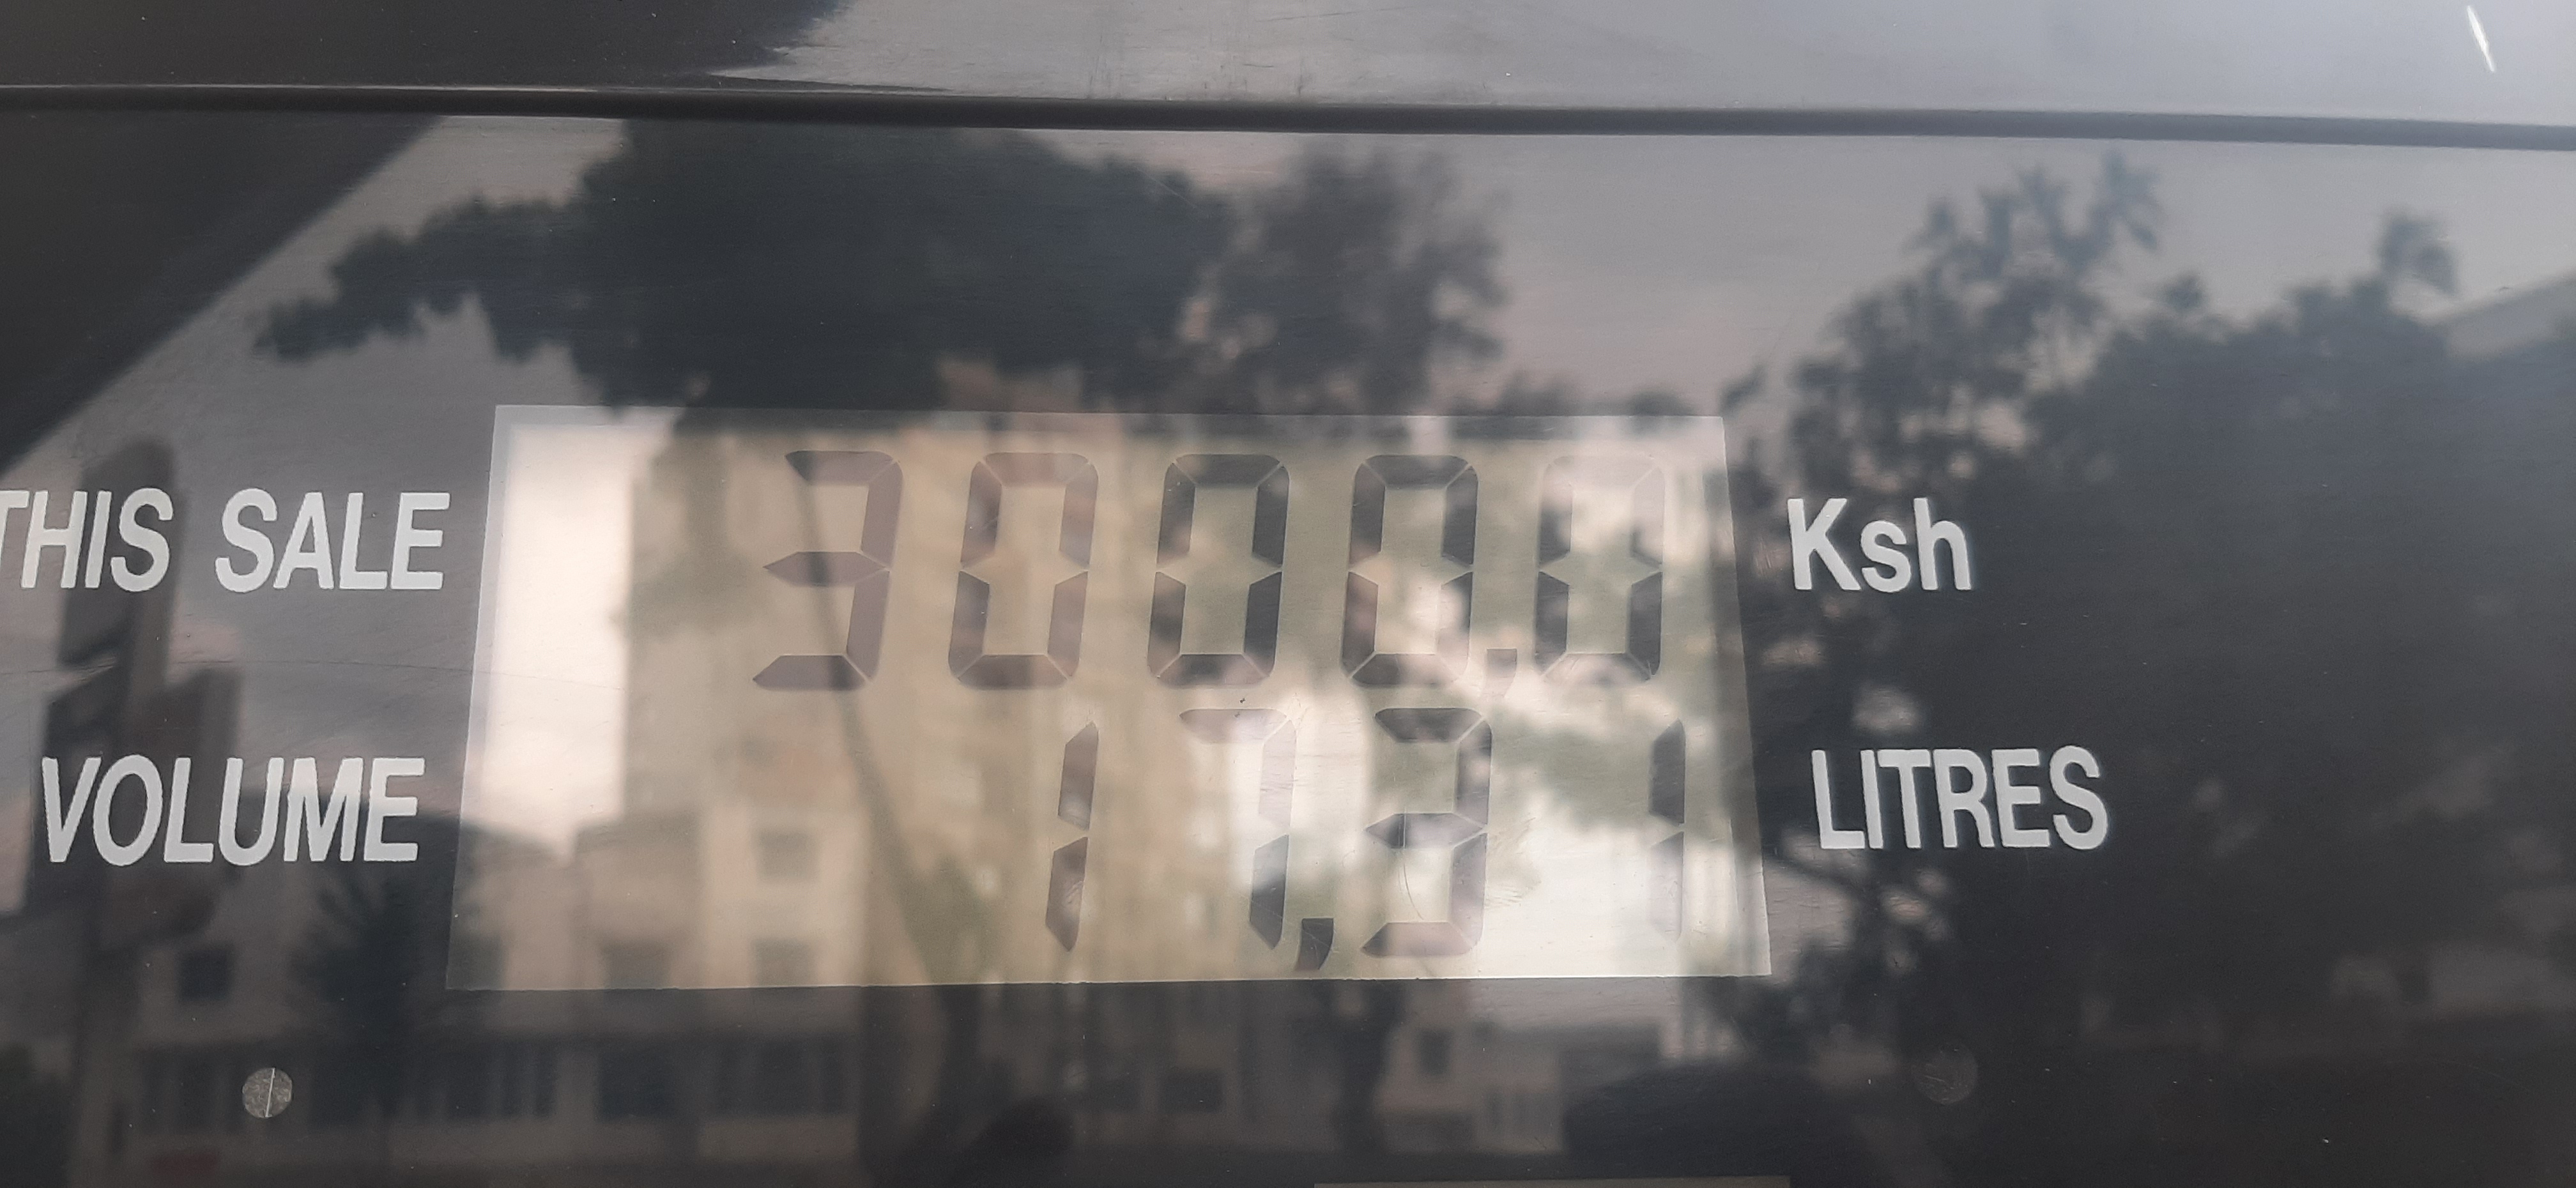 THIS SALE 3000,0 Ksh
VOLUME 17,31 LITRES